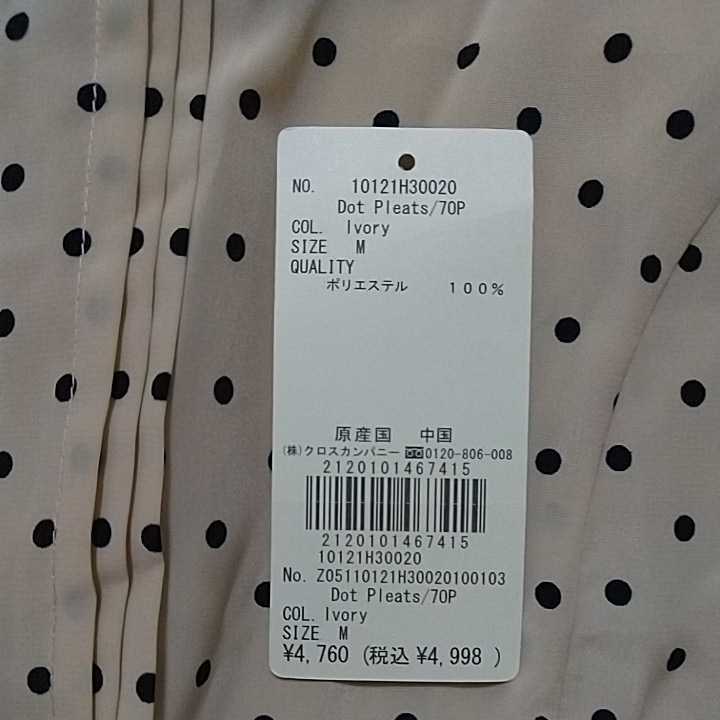 NO. 10121H30020
Dot Pleats/70P
COL. Ivory
SIZE M
QUALITY
ポリエステル １００％
原産国 中国
(株)クロスカンパニー 0120-806-008
2120101467415
2120101467415
10121H30020
No. Z05110121H30020100103
Dot Pleats/70P
COL. Ivory
SIZE M
¥4,760 (税込 ¥4,998 )